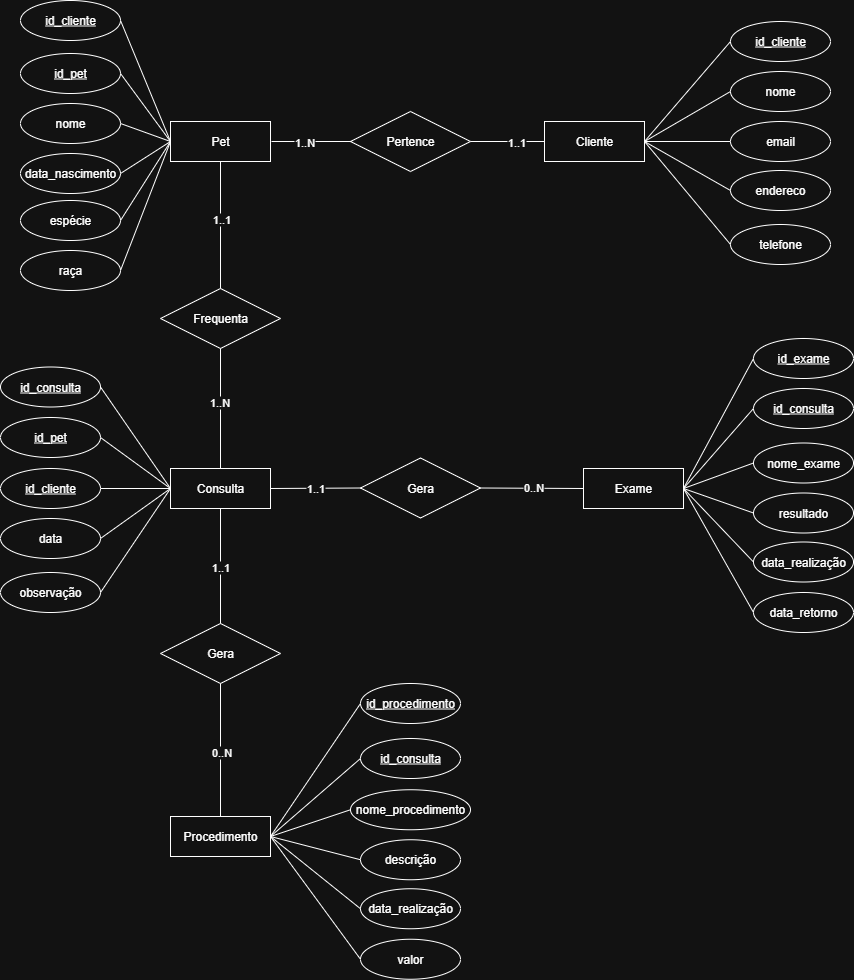 id_cliente
id_pet
nome
data_nascimento
espécie
raça
Pet
1..N
Pertence
1..1
Cliente
id_cliente
nome
email
endereco
telefone
1..1
Frequenta
1..N
id_consulta
id_pet
id_cliente
data
observação
Consulta
1..1
Gera
0..N
Exame
id_exame
id_consulta
nome_exame
resultado
data_realização
data_retorno
1..1
Gera
0..N
Procedimento
id_procedimento
id_consulta
nome_procedimento
descrição
data_realização
valor